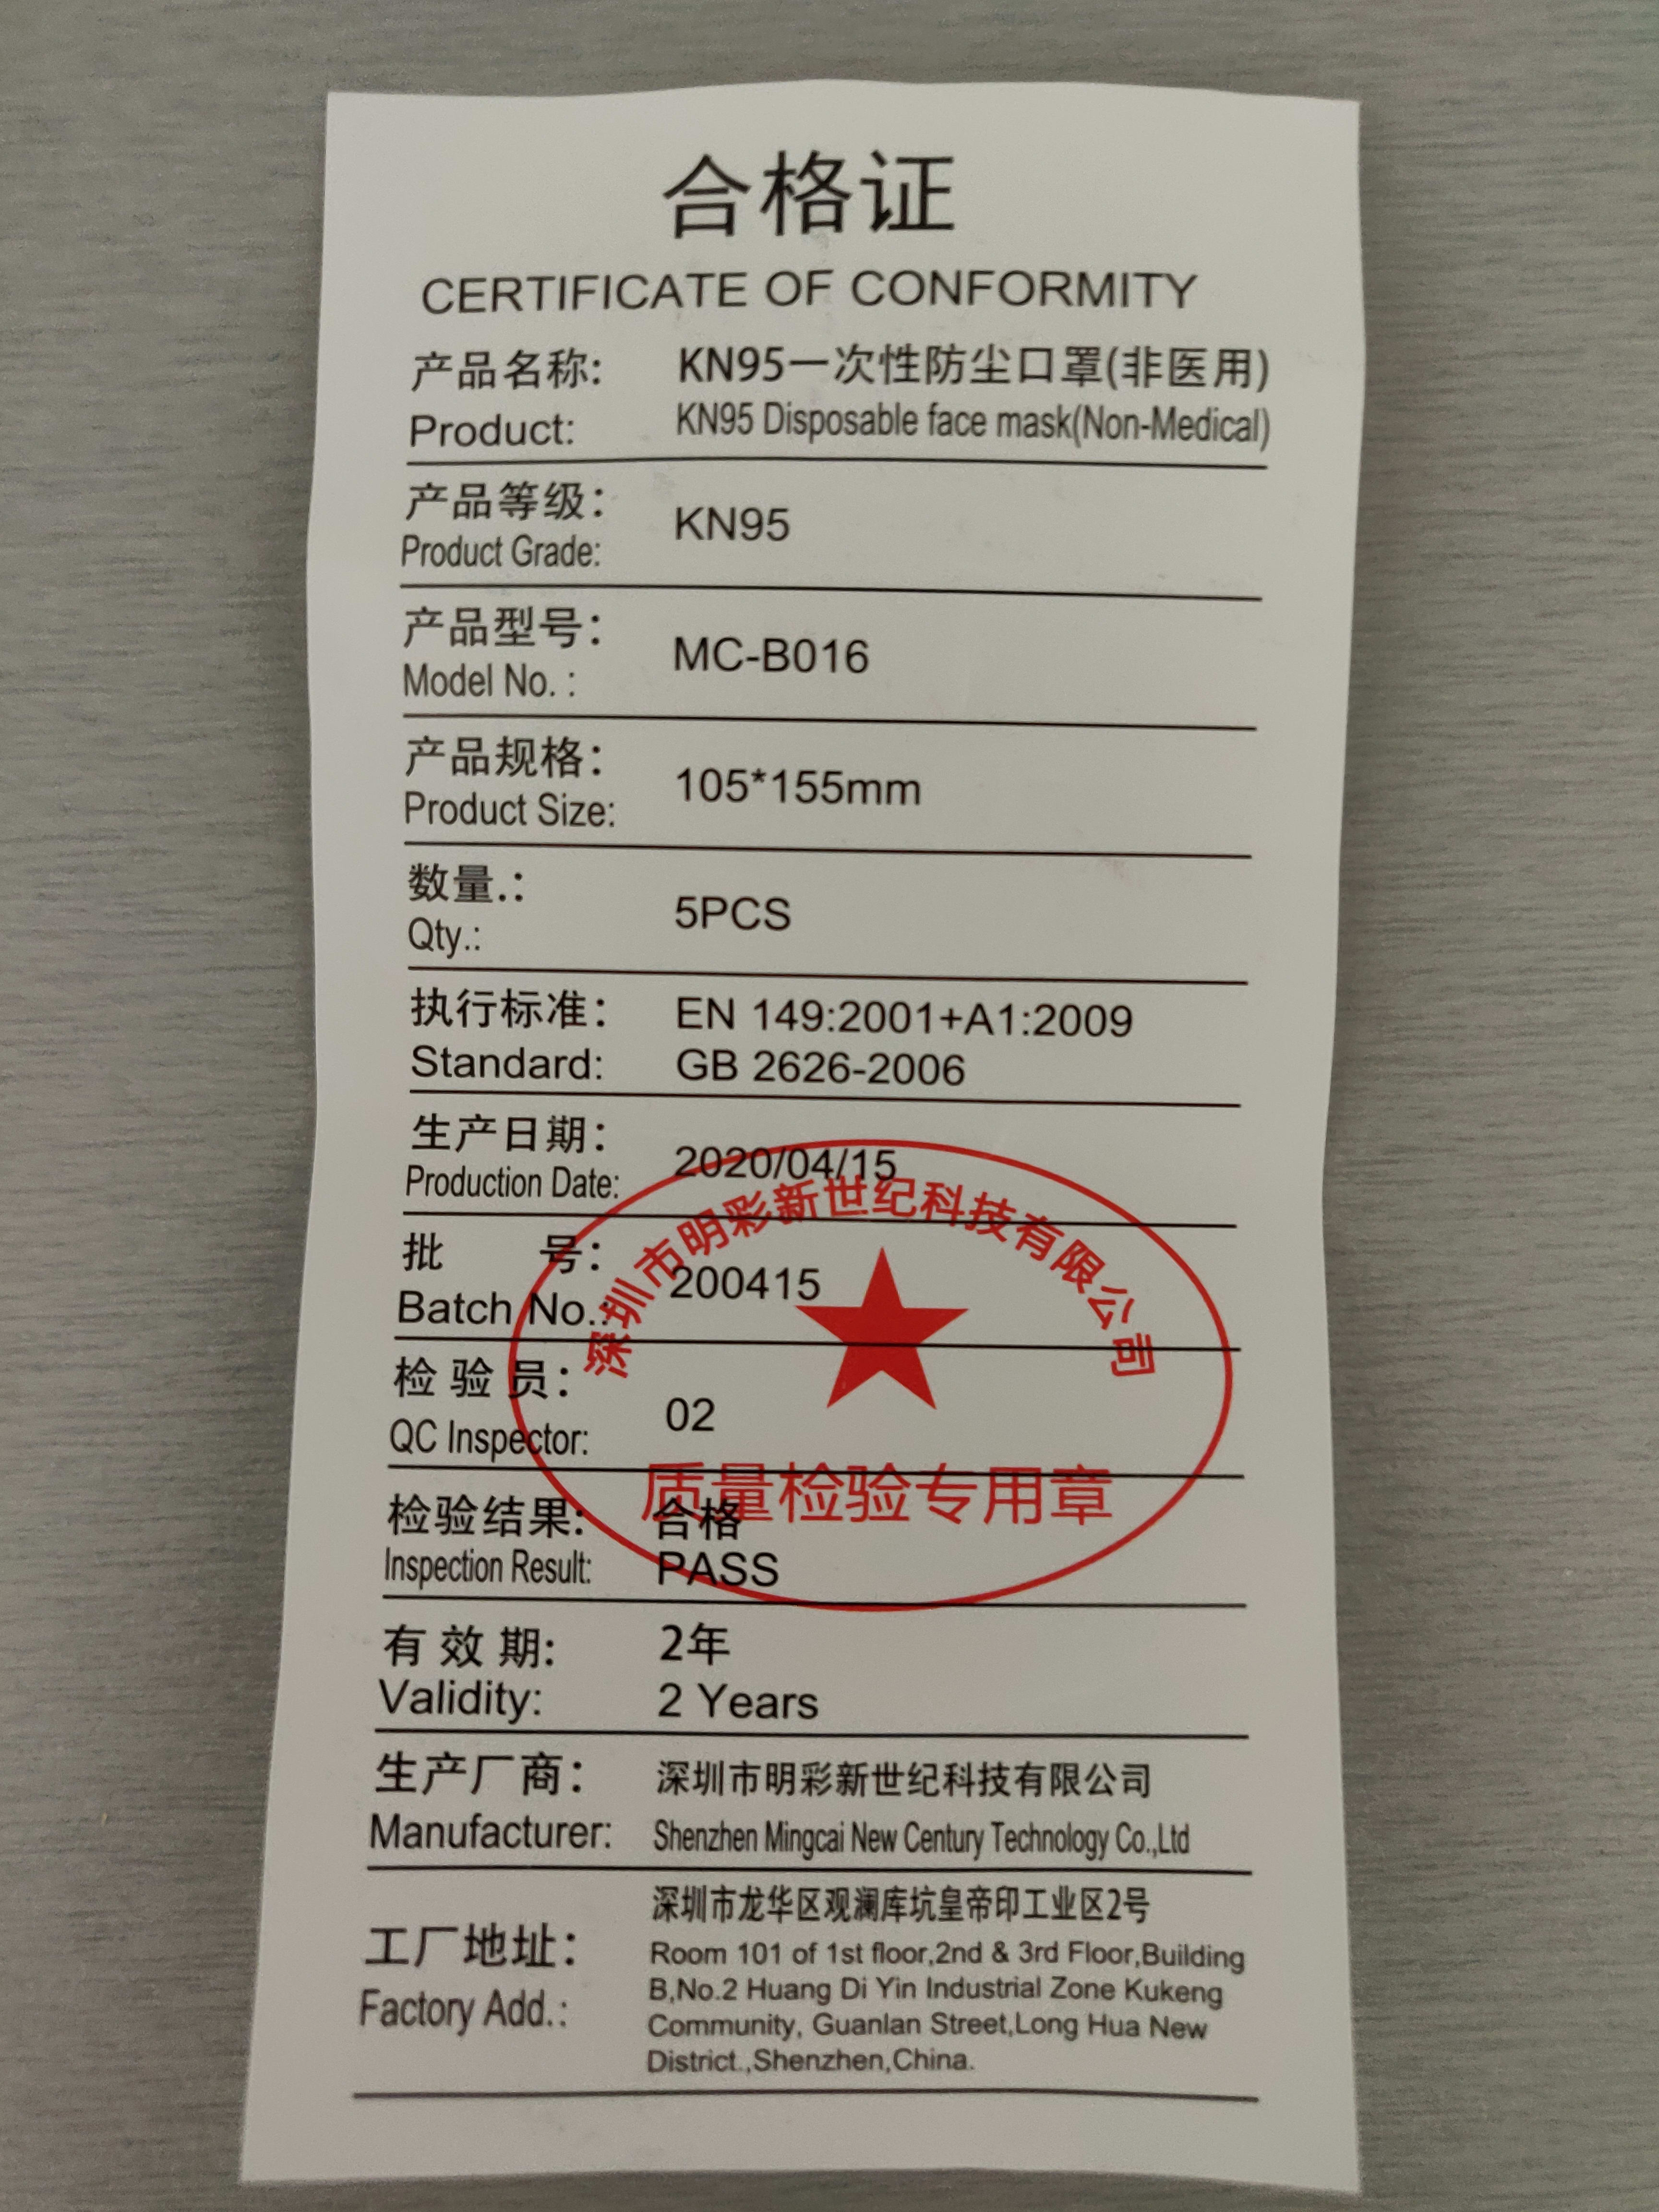 合格证
CERTIFICATE OF CONFORMITY
产品名称: KN95一次性防尘口罩(非医用)
Product: KN95 Disposable face mask(Non-Medical)
产品等级:
Product Grade: KN95
产品型号:
Model No. : MC-B016
产品规格:
Product Size: 105*155mm
数量.:
Qty.: 5PCS
执行标准: EN 149:2001+A1:2009
Standard: GB 2626-2006
生产日期:
Production Date: 2020/04/15
批 号:
Batch No.: 200415
检 验 员:
QC Inspector: 02
检验结果: 合格
Inspection Result: PASS
深圳市明彩新世纪科技有限公司
质量检验专用章
有 效 期: 2年
Validity: 2 Years
生产厂商: 深圳市明彩新世纪科技有限公司
Manufacturer: Shenzhen Mingcai New Century Technology Co.,Ltd
工厂地址: 深圳市龙华区观澜库坑皇帝印工业区2号
Factory Add.: Room 101 of 1st floor,2nd & 3rd Floor,Building
B,No.2 Huang Di Yin Industrial Zone Kukeng
Community, Guanlan Street,Long Hua New
District.,Shenzhen,China.